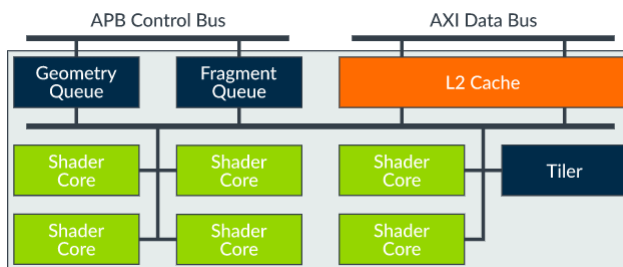 APB Control Bus
AXI Data Bus
Geometry
Queue
Fragment
Queue
L2 Cache
Shader
Core
Shader
Core
Shader
Core
Tiler
Shader
Core
Shader
Core
Shader
Core